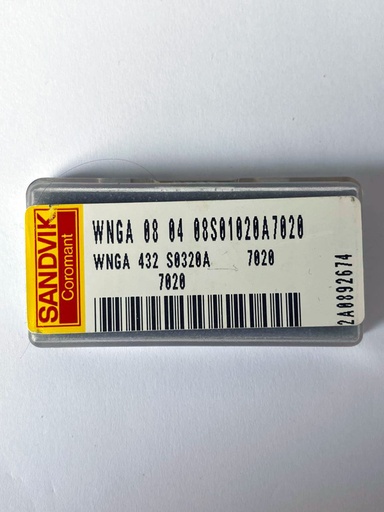 SANDVIK
Coromant
WNGA 08 04 08S01020A7020
WNGA 432 S0320A 7020
7020
2A0892674